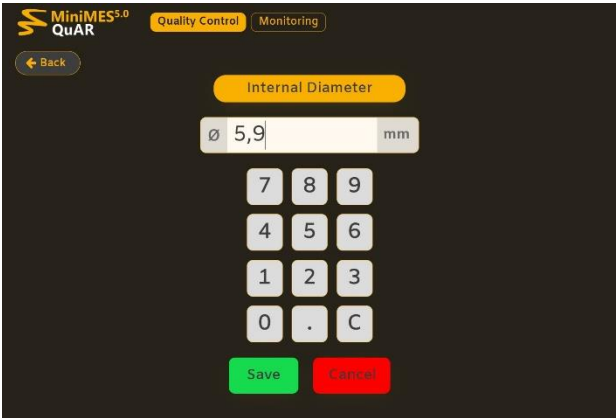 MiniMES5.0
QuAR
Quality Control
Monitoring
Back
Internal Diameter
Ø 5,9 mm
7 8 9
4 5 6
1 2 3
0 . C
Save Cancel